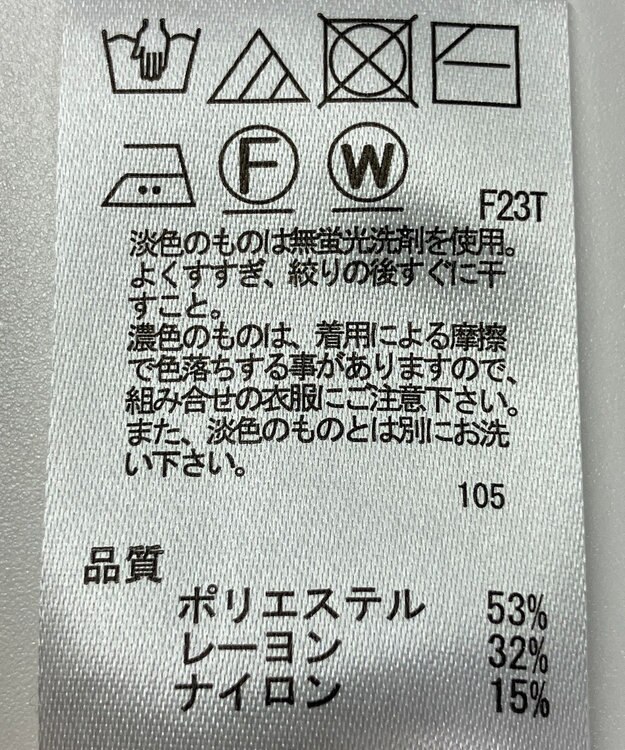 F W
F23T
淡色のものは無蛍光洗剤を使用。
よくすすぎ、絞りの後すぐに干
すこと。
濃色のものは、着用による摩擦
で色落ちする事がありますので、
組み合せの衣服にご注意下さい。
また、淡色のものとは別にお洗
い下さい。
105
品質
ポリエステル 53%
レーヨン 32%
ナイロン 15%